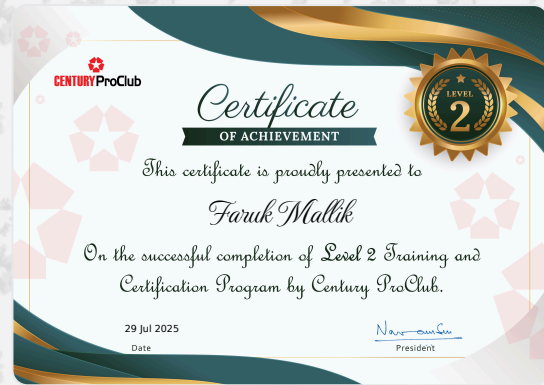 CENTURY ProClub
LEVEL
2
Certificate
OF ACHIEVEMENT
This certificate is proudly presented to
Faruk Mallik
On the successful completion of Level 2 Training and
Certification Program by Century ProClub.
29 Jul 2025
Date
President